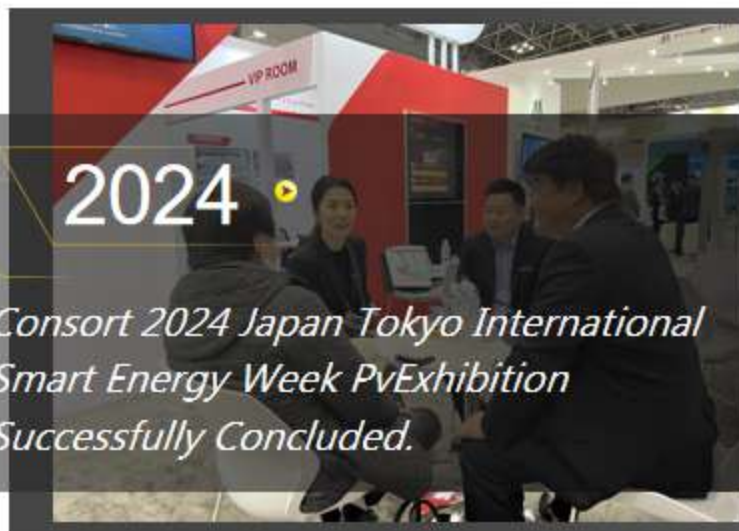 VIP ROOM
2024
Consort 2024 Japan Tokyo International
Smart Energy Week PvExhibition
Successfully Concluded.